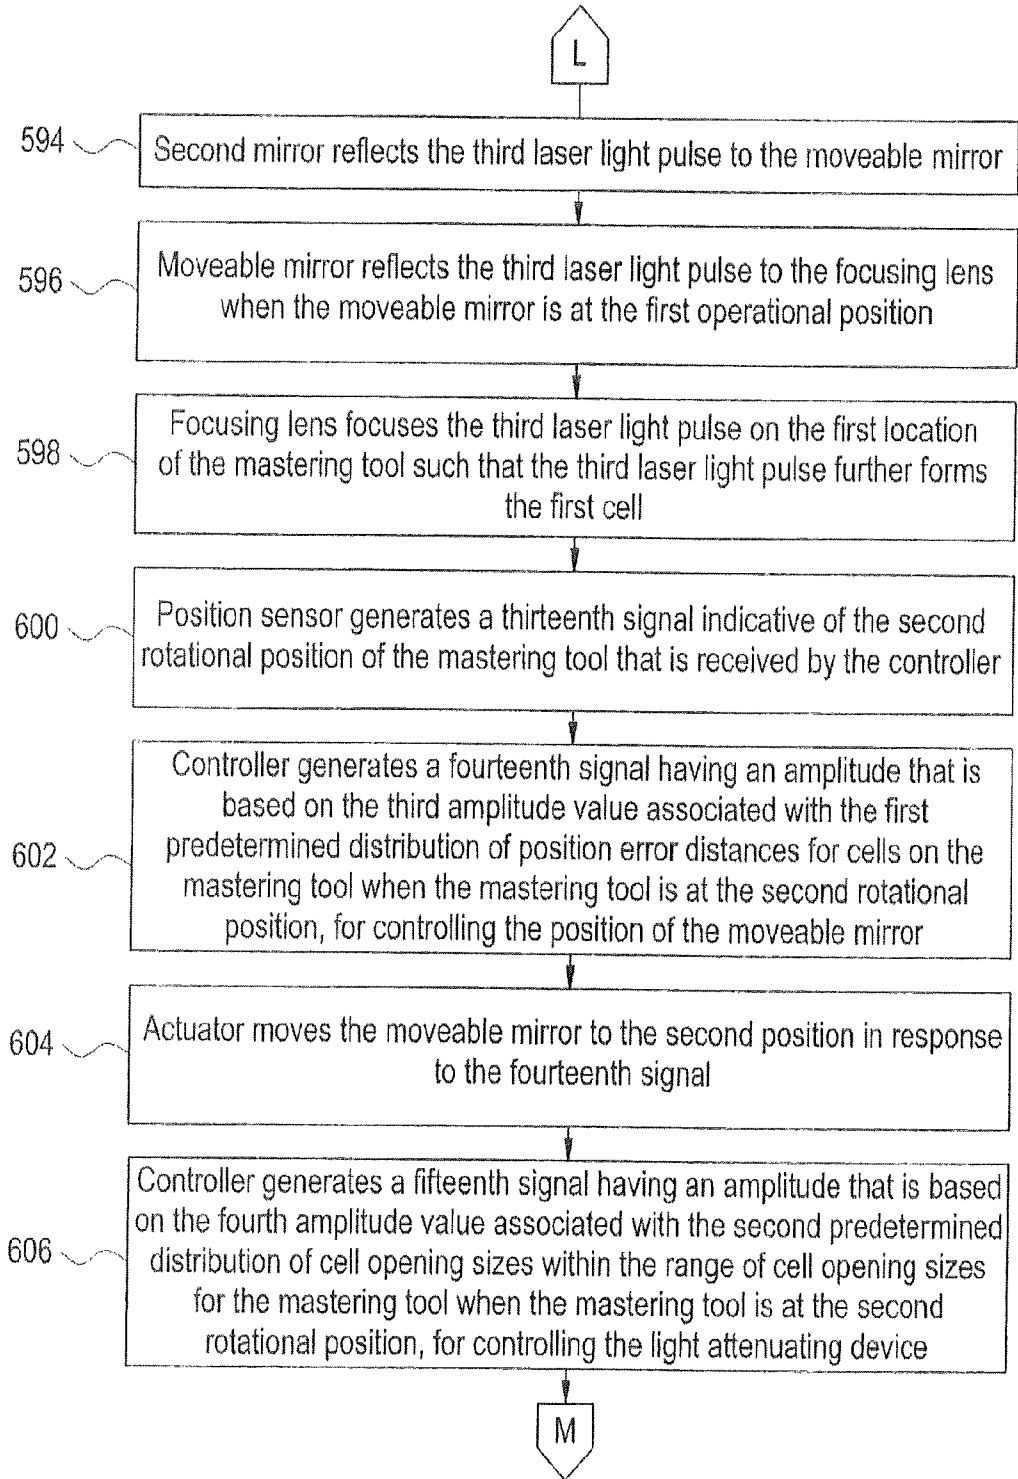 L
594
Second mirror reflects the third laser light pulse to the moveable mirror
596
Moveable mirror reflects the third laser light pulse to the focusing lens
when the moveable mirror is at the first operational position
598
Focusing lens focuses the third laser light pulse on the first location
of the mastering tool such that the third laser light pulse further forms
the first cell
600
Position sensor generates a thirteenth signal indicative of the second
rotational position of the mastering tool that is received by the controller
602
Controller generates a fourteenth signal having an amplitude that is
based on the third amplitude value associated with the first
predetermined distribution of position error distances for cells on the
mastering tool when the mastering tool is at the second rotational
position, for controlling the position of the moveable mirror
604
Actuator moves the moveable mirror to the second position in response
to the fourteenth signal
606
Controller generates a fifteenth signal having an amplitude that is based
on the fourth amplitude value associated with the second predetermined
distribution of cell opening sizes within the range of cell opening sizes
for the mastering tool when the mastering tool is at the second
rotational position, for controlling the light attenuating device
M